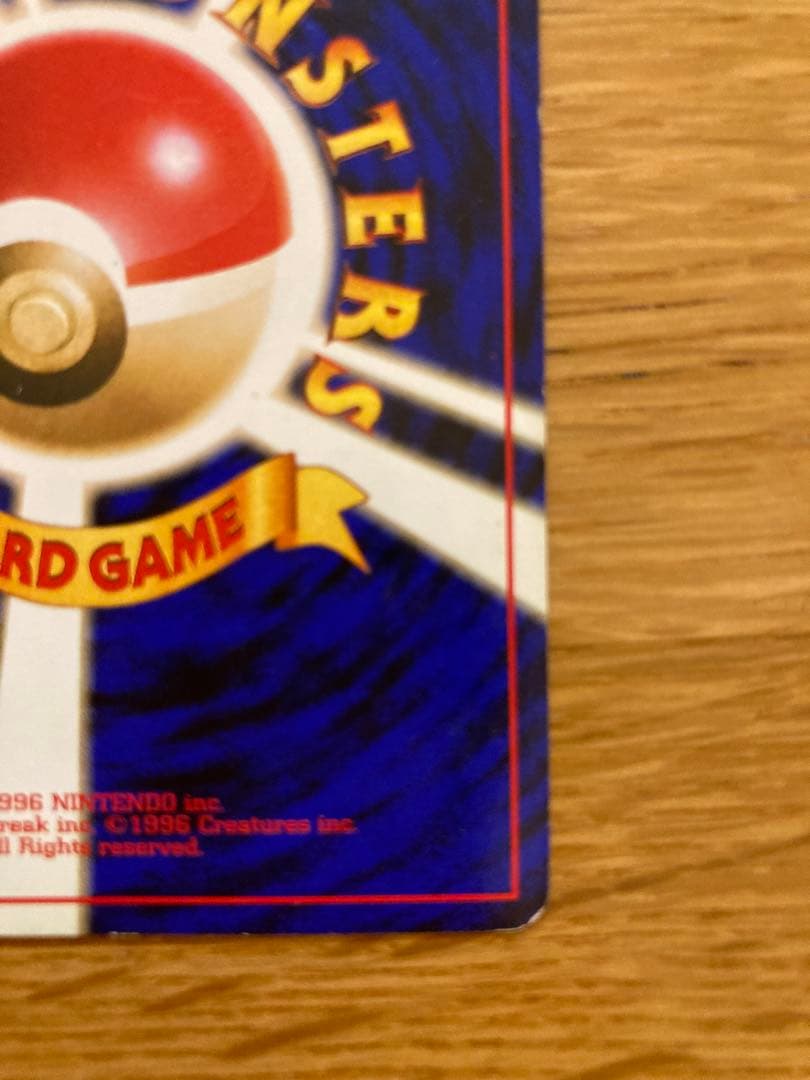 NSTERS
RD GAME
996 NINTENDO inc.
reak inc. ©1996 Creatures inc.
ll Rights reserved.